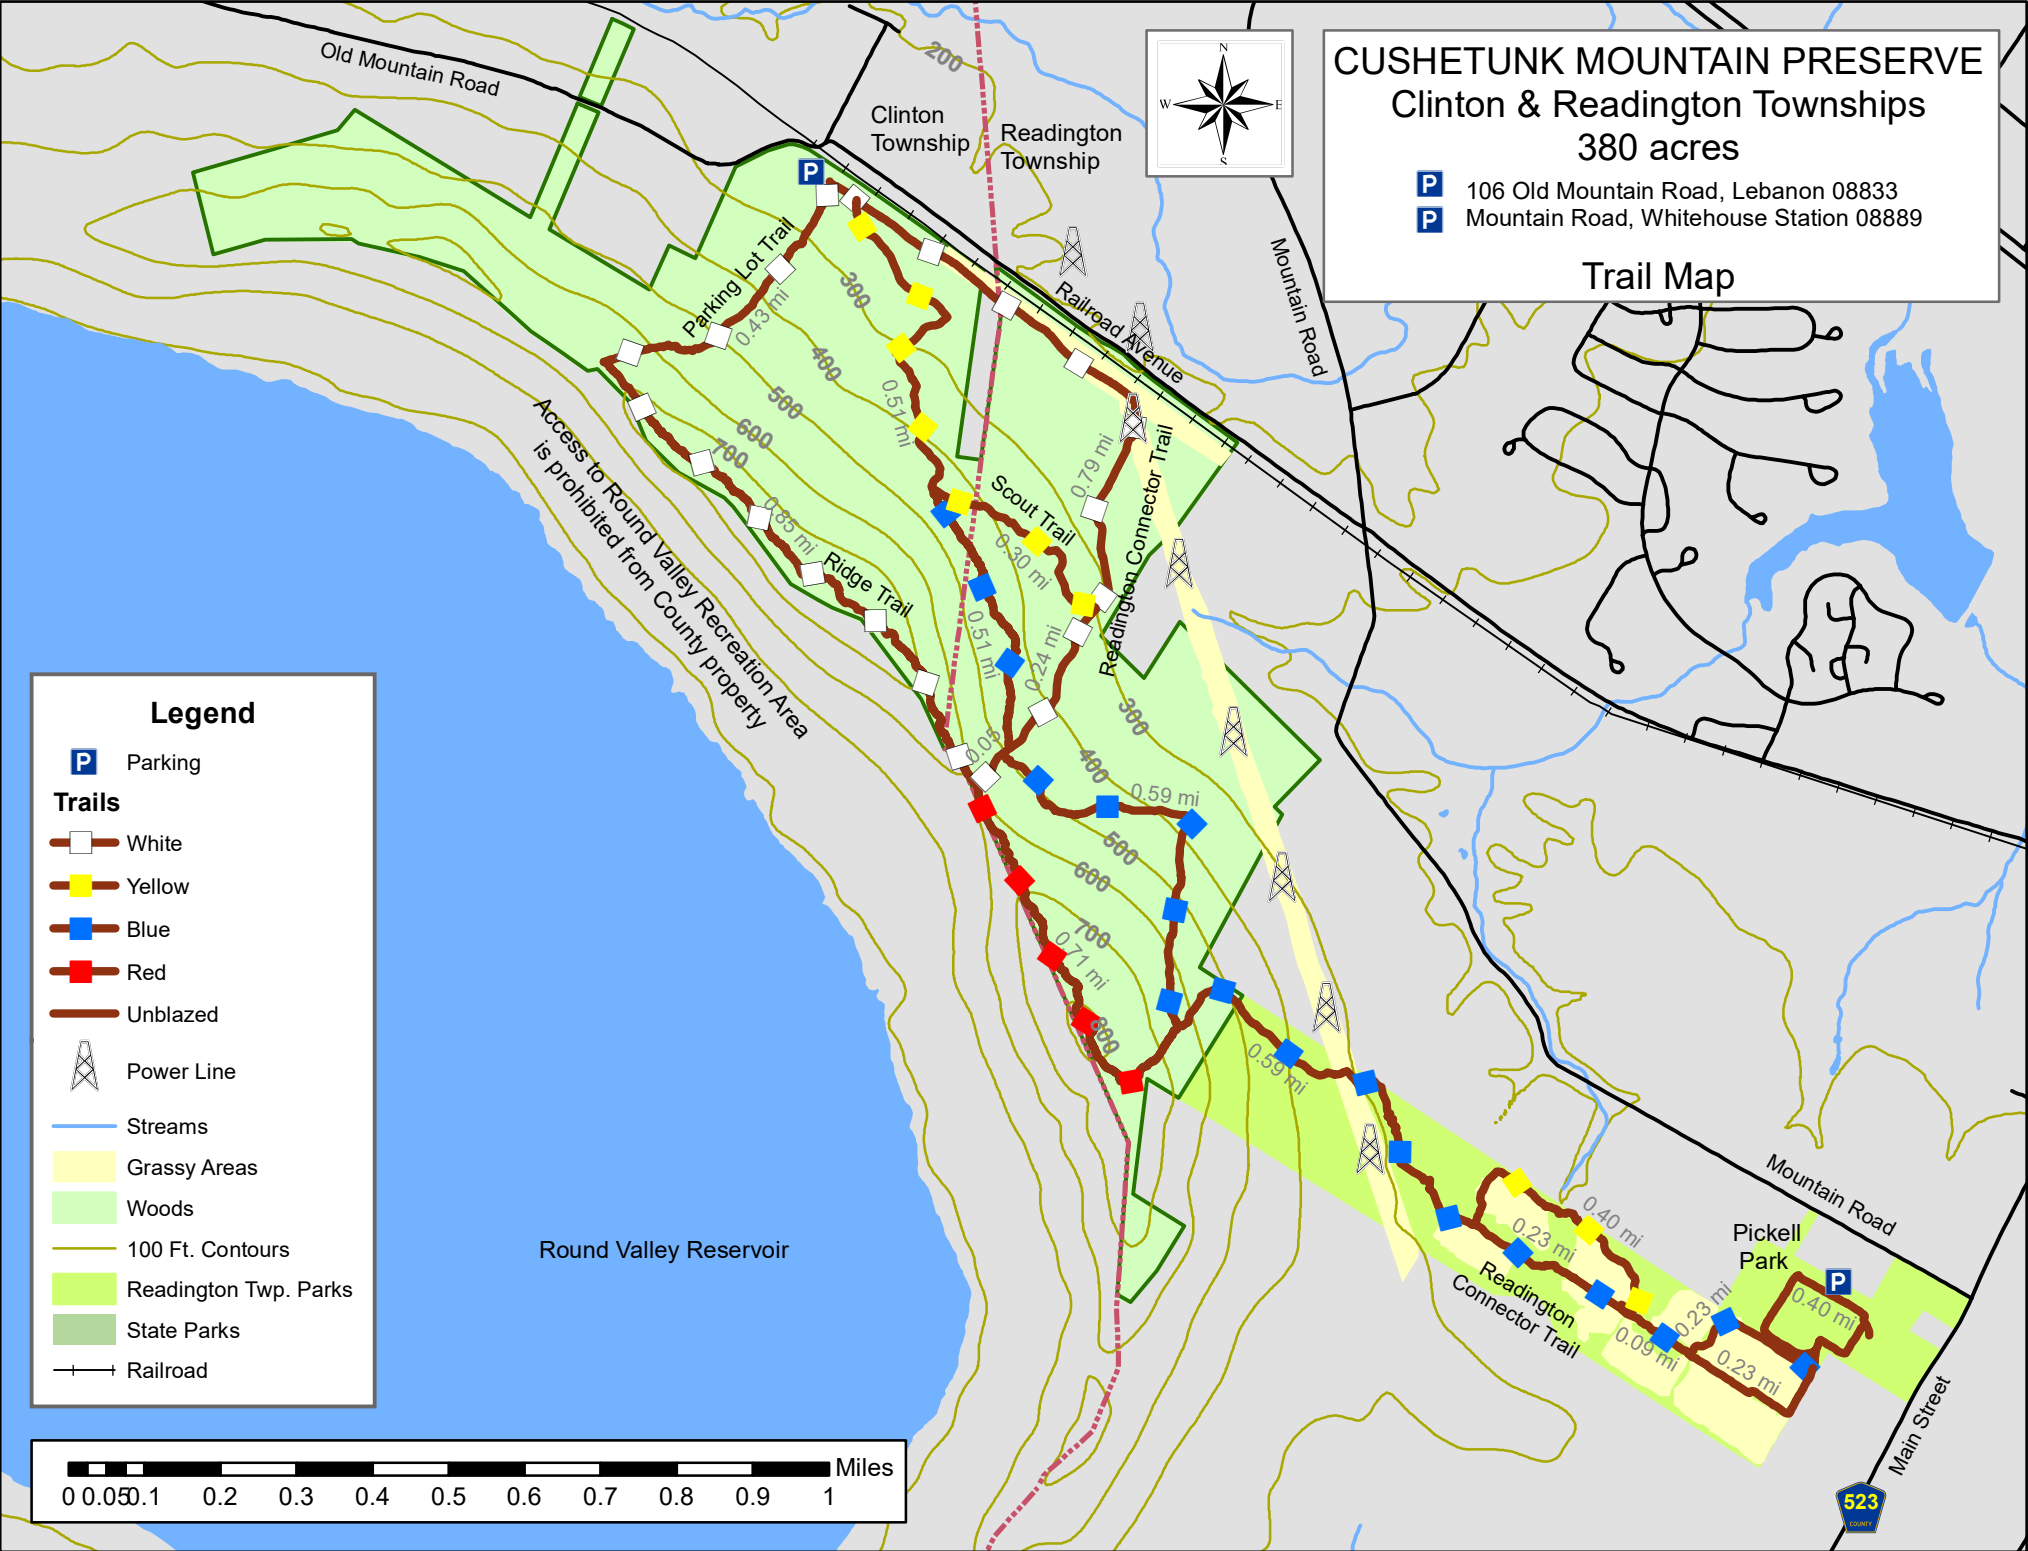 CUSHETUNK MOUNTAIN PRESERVE
Clinton & Readington Townships
380 acres
P 106 Old Mountain Road, Lebanon 08833
P Mountain Road, Whitehouse Station 08889
Trail Map
N
W E
S
Old Mountain Road
200
Clinton
Township
Readington
Township
P
Parking Lot Trail
0.43 mi
300
400
500
600
700
0.51 mi
Railroad Avenue
Mountain Road
0.79 mi
Readington Connector Trail
Scout Trail
0.30 mi
0.85 mi
Ridge Trail
Access to Round Valley Recreation Area
is prohibited from County property
0.51 mi
0.24 mi
0.05
300
400
0.59 mi
500
600
700
0.71 mi
800
0.59 mi
Mountain Road
0.40 mi
0.23 mi
Pickell
Park
P
0.40 mi
Readington
Connector Trail
0.23 mi
0.09 mi
0.23 mi
Main Street
523
COUNTY
Round Valley Reservoir
Legend
P Parking
Trails
White
Yellow
Blue
Red
Unblazed
Power Line
Streams
Grassy Areas
Woods
100 Ft. Contours
Readington Twp. Parks
State Parks
Railroad
Miles
0 0.05 0.1 0.2 0.3 0.4 0.5 0.6 0.7 0.8 0.9 1